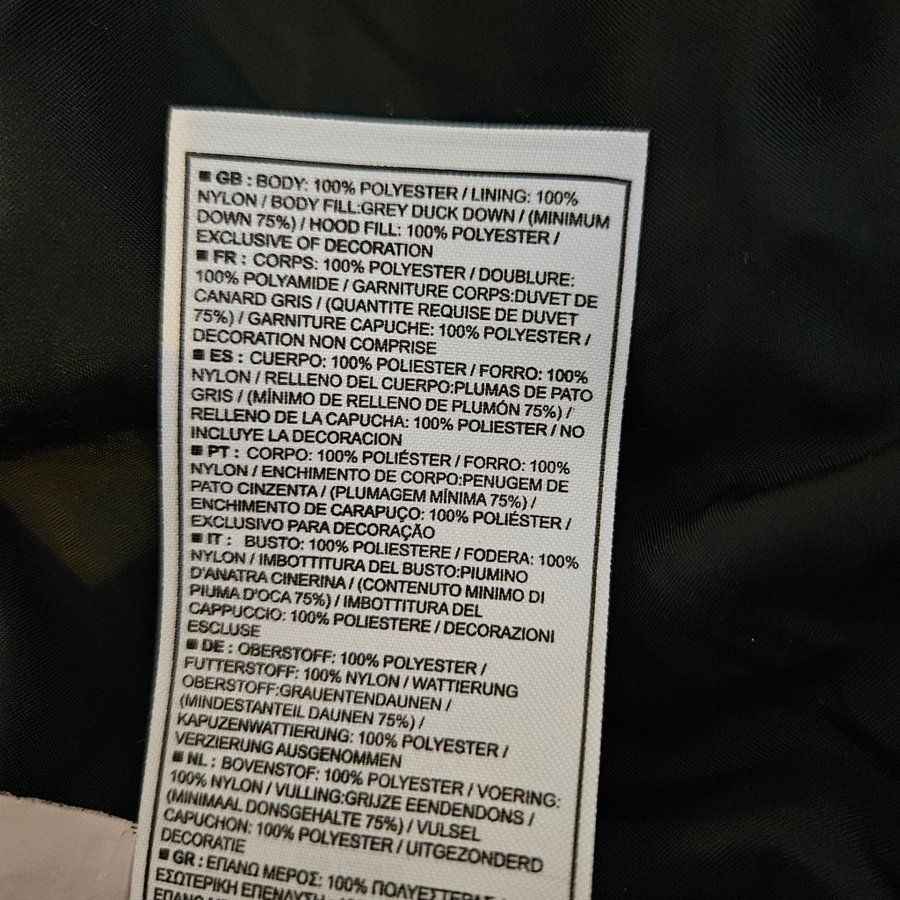 ■ GB : BODY: 100% POLYESTER / LINING: 100%
NYLON / BODY FILL:GREY DUCK DOWN / (MINIMUM
DOWN 75%) / HOOD FILL: 100% POLYESTER /
EXCLUSIVE OF DECORATION
■ FR : CORPS: 100% POLYESTER / DOUBLURE:
100% POLYAMIDE / GARNITURE CORPS:DUVET DE
CANARD GRIS / (QUANTITE REQUISE DE DUVET
75%) / GARNITURE CAPUCHE: 100% POLYESTER /
DECORATION NON COMPRISE
■ ES : CUERPO: 100% POLIESTER / FORRO: 100%
NYLON / RELLENO DEL CUERPO:PLUMAS DE PATO
GRIS / (MÍNIMO DE RELLENO DE PLUMÓN 75%) /
RELLENO DE LA CAPUCHA: 100% POLIESTER / NO
INCLUYE LA DECORACION
■ PT : CORPO: 100% POLIÉSTER / FORRO: 100%
NYLON / ENCHIMENTO DE CORPO:PENUGEM DE
PATO CINZENTA / (PLUMAGEM MÍNIMA 75%) /
ENCHIMENTO DE CARAPUÇO: 100% POLIÉSTER /
EXCLUSIVO PARA DECORAÇÃO
■ IT : BUSTO: 100% POLIESTERE / FODERA: 100%
NYLON / IMBOTTITURA DEL BUSTO:PIUMINO
D'ANATRA CINERINA / (CONTENUTO MINIMO DI
PIUMA D'OCA 75%) / IMBOTTITURA DEL
CAPPUCCIO: 100% POLIESTERE / DECORAZIONI
ESCLUSE
■ DE : OBERSTOFF: 100% POLYESTER /
FUTTERSTOFF: 100% NYLON / WATTIERUNG
OBERSTOFF:GRAUENTENDAUNEN /
(MINDESTANTEIL DAUNEN 75%) /
KAPUZENWATTIERUNG: 100% POLYESTER /
VERZIERUNG AUSGENOMMEN
■ NL : BOVENSTOF: 100% POLYESTER / VOERING:
100% NYLON / VULLING:GRIJZE EENDENDONS /
(MINIMAAL DONSGEHALTE 75%) / VULSEL
CAPUCHON: 100% POLYESTER / UITGEZONDERD
DECORATIE
■ GR : ΕΠΑΝΩ ΜΕΡΟΣ: 100% ΠΟΛΥΕΣΤΕΡΑΣ /
ΕΣΩΤΕΡΙΚΗ ΕΠΕΝΔΥΣΗ : 100%